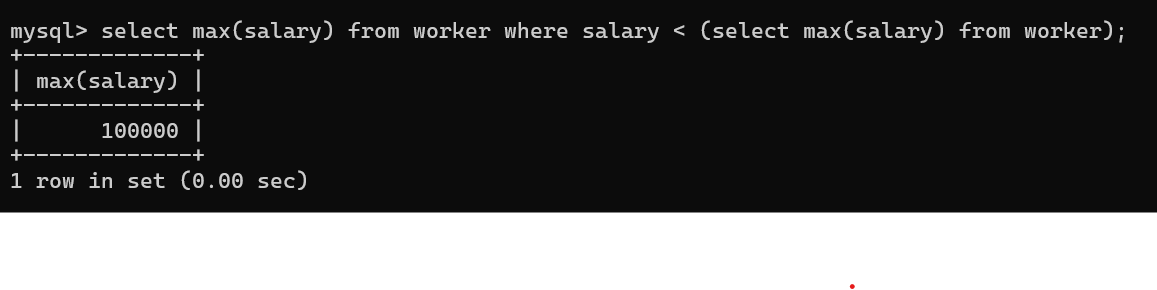 mysql> select max(salary) from worker where salary < (select max(salary) from worker);
+-------------+
| max(salary) |
+-------------+
|      100000 |
+-------------+
1 row in set (0.00 sec)